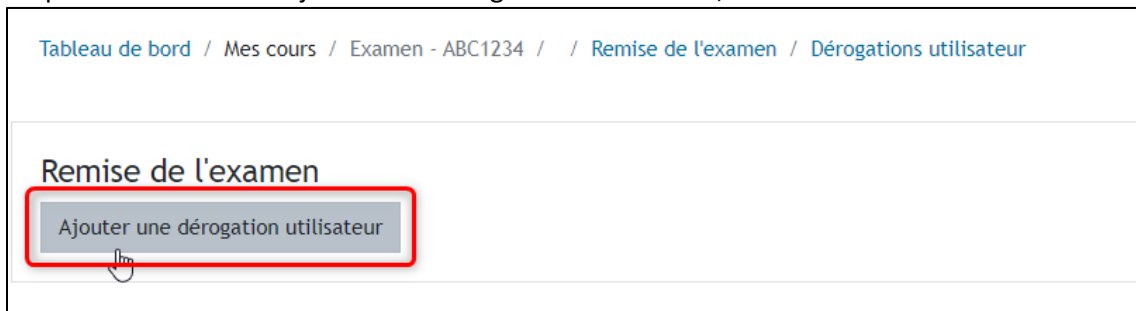 Tableau de bord / Mes cours / Examen - ABC1234 / / Remise de l'examen / Dérogations utilisateur
Remise de l'examen
Ajouter une dérogation utilisateur